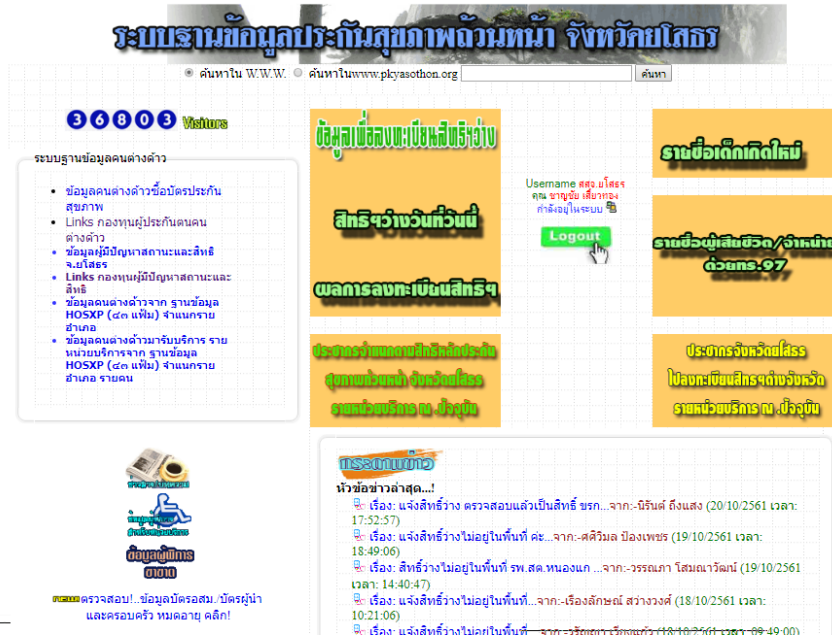 ระบบฐานข้อมูลประกันสุขภาพถ้วนหน้า จังหวัดยโสธร
ค้นหาใน W.W.W. ค้นหาในwww.pkyasothon.org ค้นหา
36803 Visitors
ระบบฐานข้อมูลคนต่างด้าว
ข้อมูลคนต่างด้าวซื้อบัตรประกัน
สุขภาพ
Links กองทุนผู้ประกันตนคน
ต่างด้าว
ข้อมูลผู้มีปัญหาสถานะและสิทธิ
จ.ยโสธร
Links กองทุนผู้มีปัญหาสถานะและ
สิทธิ
ข้อมูลคนต่างด้าวจาก ฐานข้อมูล
HOSXP (๔๓ แฟ้ม) จำแนกราย
อำเภอ
ข้อมูลคนต่างด้าวมารับบริการ ราย
หน่วยบริการจาก ฐานข้อมูล
HOSXP (๔๓ แฟ้ม) จำแนกราย
อำเภอ รายคน
ข้อมูลเพื่อลงทะเบียนสิทธิฯว่าง
สิทธิฯว่างวันที่วันนี้
ผลการลงทะเบียนสิทธิฯ
Username สสจ.ยโสธร
คุณ ชาญชัย เสี้ยวทอง
กำลังอยู่ในระบบ
Logout
รายชื่อเด็กเกิดใหม่
รายชื่อผู้เสียชีวิต/จำหน่าย
ด้วยทร.97
ประชากรจำแนกตามสิทธิหลักประกัน
สุขภาพถ้วนหน้า จังหวัดยโสธร
รายหน่วยบริการ ณ .ปัจจุบัน
ประชากรจังหวัดยโสธร
ไปลงทะเบียนสิทธฯต่างจังหวัด
รายหน่วยบริการ ณ .ปัจจุบัน
ข้อมูลผู้พิการ
ตรวจสอบ!..ข้อมูลบัตรอสม./บัตรผู้นำ
และครอบครัว หมดอายุ คลิก!
กระดานข่าว
หัวข้อข่าวล่าสุด...!
เรื่อง: แจ้งสิทธิ์ว่าง ตรวจสอบแล้วเป็นสิทธิ์ ขรก...จาก:-นิรันต์ ถึงแสง (20/10/2561 เวลา:
17:52:57)
เรื่อง: แจ้งสิทธิ์ว่างไม่อยู่ในพื้นที่ ค่ะ...จาก:-ศศิวิมล ป้องเพชร (19/10/2561 เวลา:
18:49:06)
เรื่อง: สิทธิ์ว่างไม่อยู่ในพื้นที่ รพ.สต.หนองแก ...จาก:-วรรณภา โสมณาวัฒน์ (19/10/2561
เวลา: 14:40:47)
เรื่อง: แจ้งสิทธิ์ว่างไม่อยู่ในพื้นที่...จาก:-เรืองลักษณ์ สว่างวงศ์ (18/10/2561 เวลา:
10:21:06)
เรื่อง: แจ้งสิทธิ์ว่างไม่อยู่ในพื้นที่ (18/10/2561 เวลา: 09:49:00)